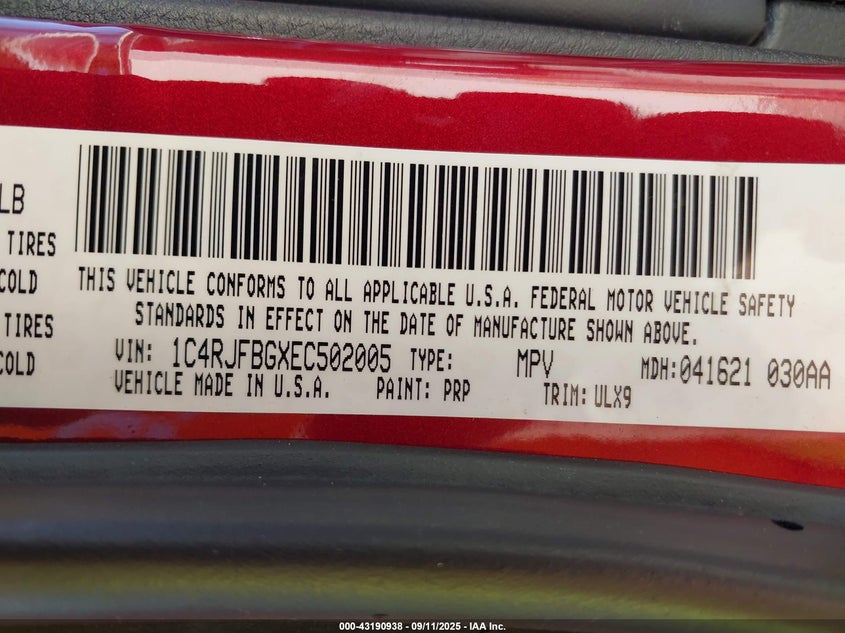 LB
TIRES
COLD
THIS VEHICLE CONFORMS TO ALL APPLICABLE U.S.A. FEDERAL MOTOR VEHICLE SAFETY
STANDARDS IN EFFECT ON THE DATE OF MANUFACTURE SHOWN ABOVE.
TIRES
COLD
VIN: 1C4RJFBGXEC502005 TYPE: MPV MDH:041621 030AA
VEHICLE MADE IN U.S.A. PAINT: PRP TRIM:ULX9
000-43190938 - 09/11/2025 - IAA Inc.